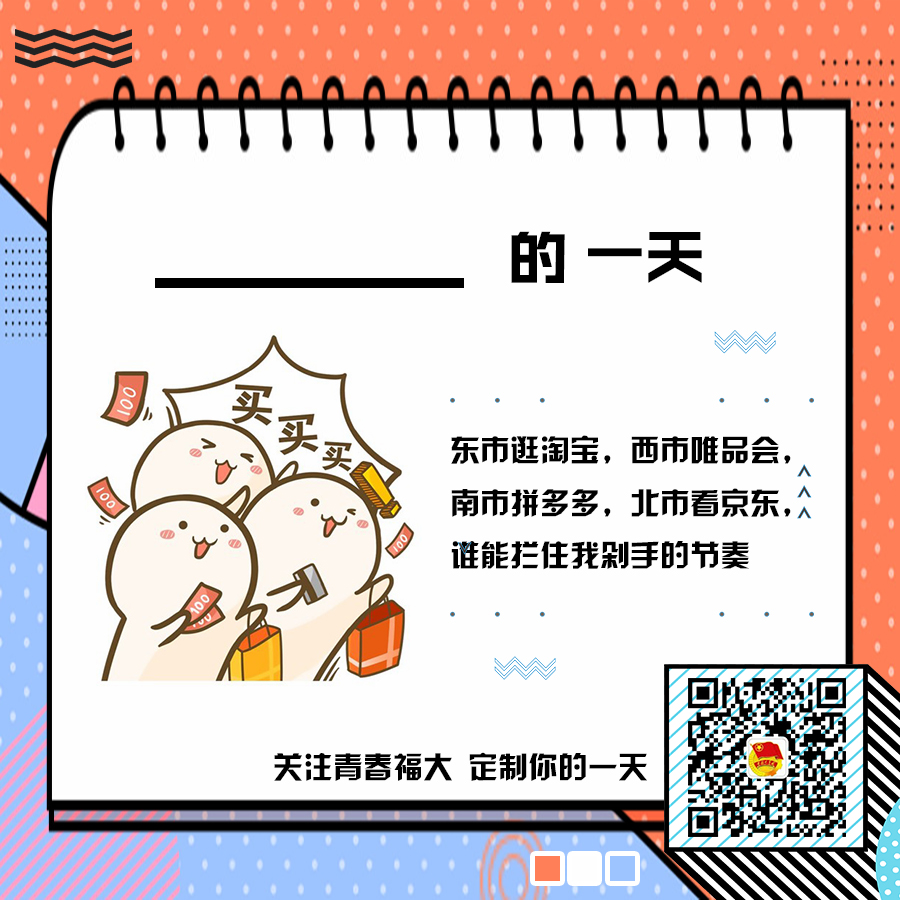 的 一天
买买买
100
100
100
100
100
东市逛淘宝，西市唯品会，
南市拼多多，北市看京东，
谁能拦住我剁手的节奏
关注青春福大 定制你的一天